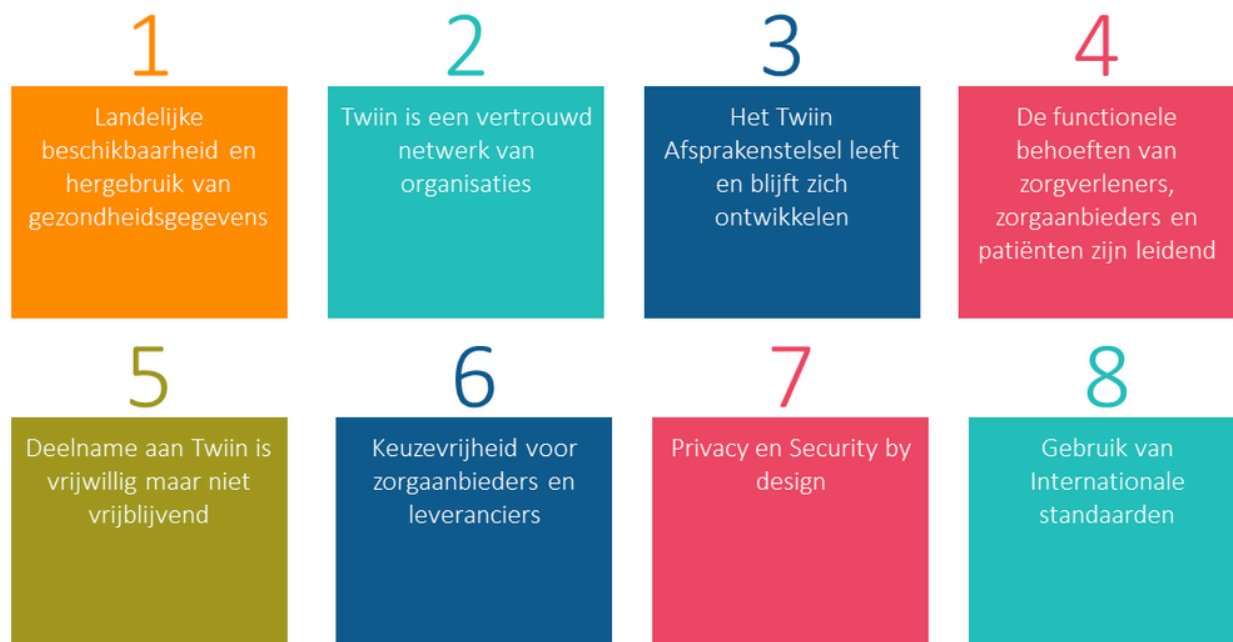 1
Landelijke
beschikbaarheid en
hergebruik van
gezondheidsgegevens
2
Twiin is een vertrouwd
netwerk van
organisaties
3
Het Twiin
Afsprakenstelsel leeft
en blijft zich
ontwikkelen
4
De functionele
behoeften van
zorgverleners,
zorgaanbieders en
patiënten zijn leidend
5
Deelname aan Twiin is
vrijwillig maar niet
vrijblijvend
6
Keuzevrijheid voor
zorgaanbieders en
leveranciers
7
Privacy en Security by
design
8
Gebruik van
Internationale
standaarden